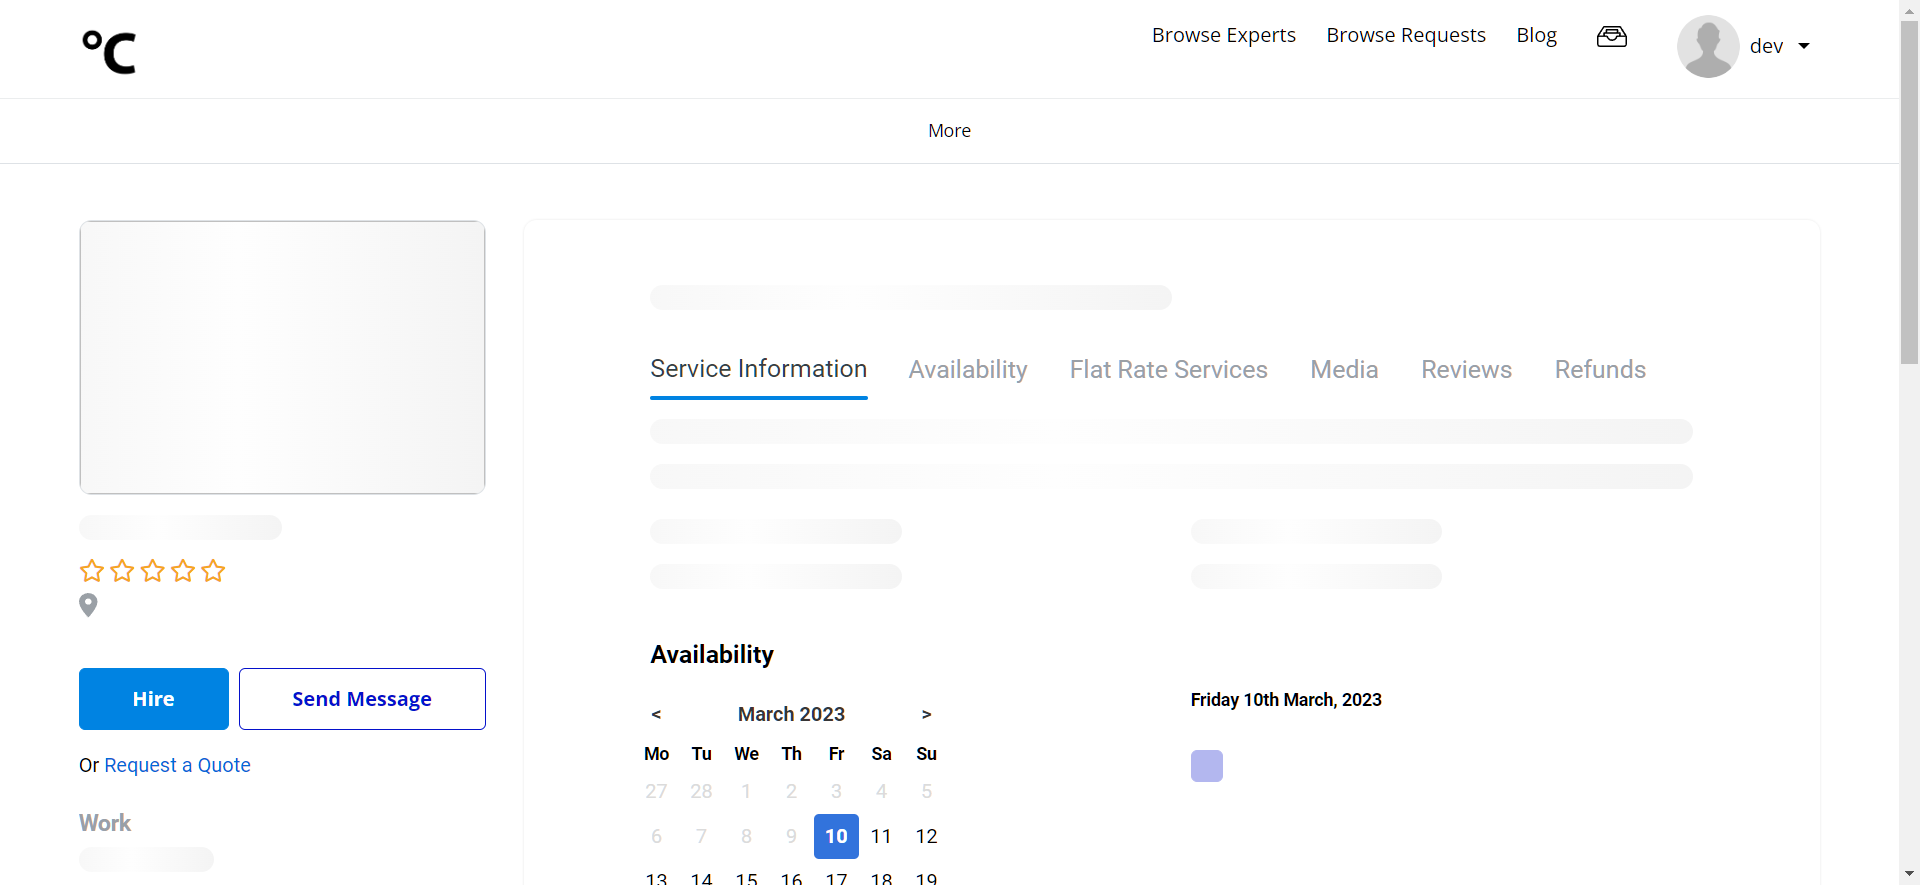 °C
Browse Experts Browse Requests Blog dev
More
Service Information Availability Flat Rate Services Media Reviews Refunds
Hire Send Message
Or Request a Quote
Work
Availability
< March 2023 >
Mo Tu We Th Fr Sa Su
27 28 1 2 3 4 5
6 7 8 9 10 11 12
13 14 15 16 17 18 19
Friday 10th March, 2023